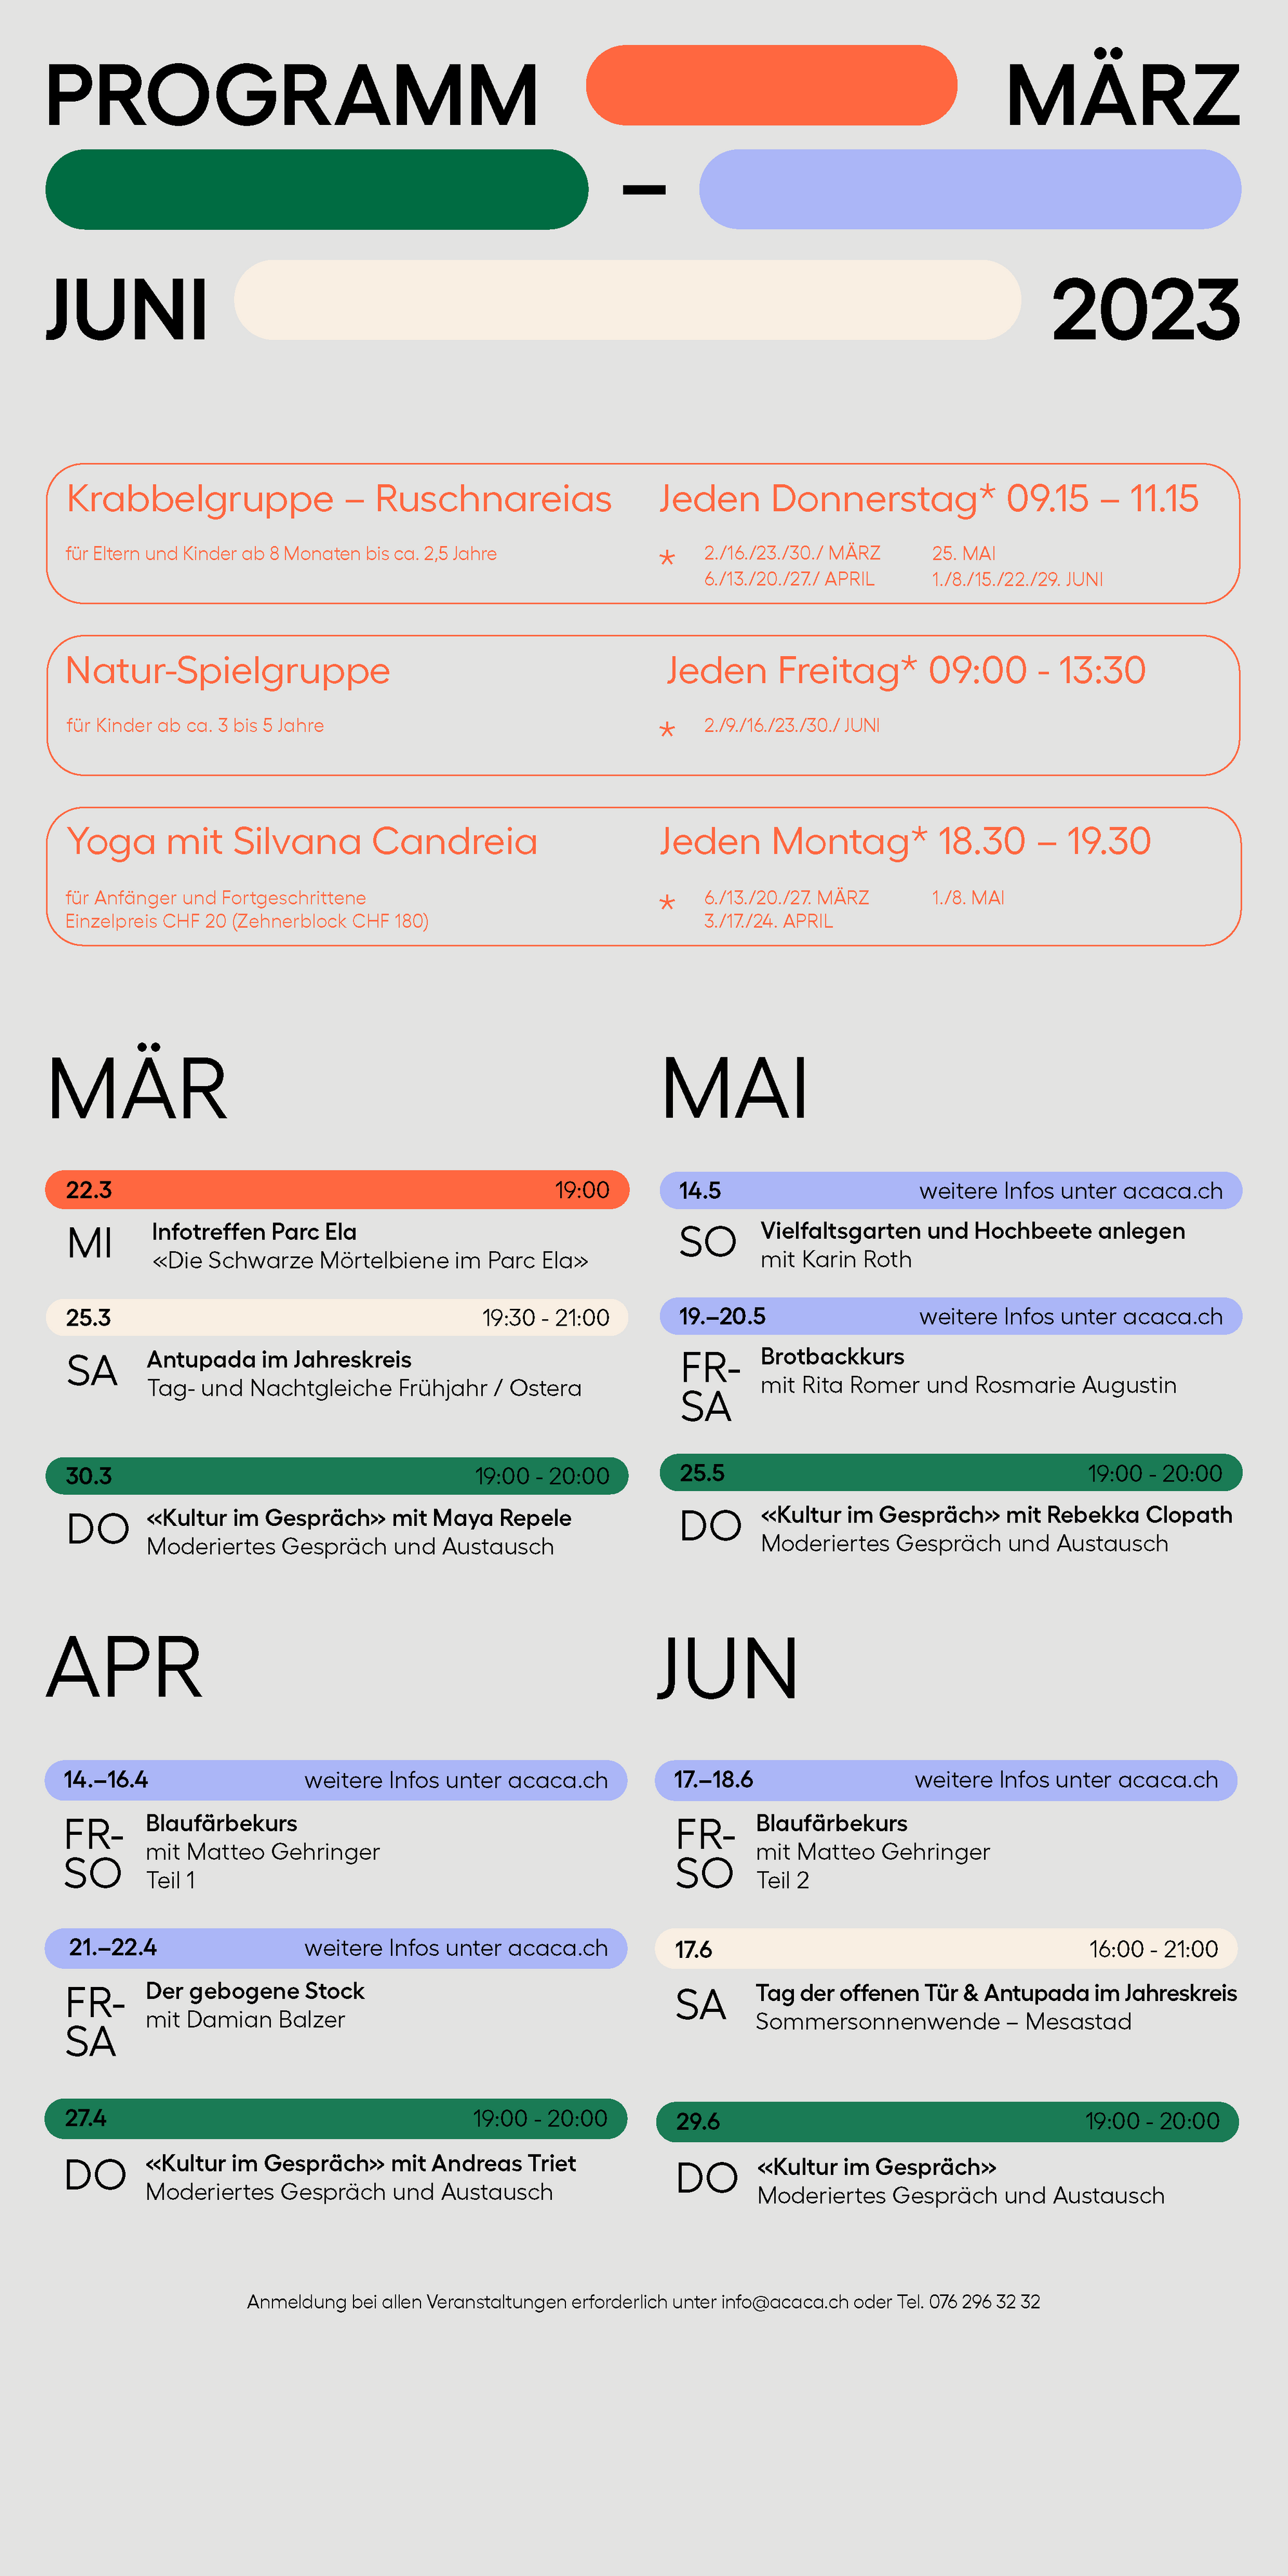 PROGRAMM MÄRZ
–
JUNI 2023
Krabbelgruppe – Ruschnareias
für Eltern und Kinder ab 8 Monaten bis ca. 2,5 Jahre
Jeden Donnerstag* 09.15 – 11.15
* 2./16./23./30./ MÄRZ 25. MAI
6./13./20./27./ APRIL 1./8./15./22./29. JUNI
Natur-Spielgruppe
für Kinder ab ca. 3 bis 5 Jahre
Jeden Freitag* 09:00 - 13:30
* 2./9./16./23./30./ JUNI
Yoga mit Silvana Candreia
für Anfänger und Fortgeschrittene
Einzelpreis CHF 20 (Zehnerblock CHF 180)
Jeden Montag* 18.30 – 19.30
* 6./13./20./27. MÄRZ 1./8. MAI
3./17./24. APRIL
MÄR
22.3 19:00
MI Infotreffen Parc Ela
«Die Schwarze Mörtelbiene im Parc Ela»
25.3 19:30 - 21:00
SA Antupada im Jahreskreis
Tag- und Nachtgleiche Frühjahr / Ostera
30.3 19:00 - 20:00
DO «Kultur im Gespräch» mit Maya Repele
Moderiertes Gespräch und Austausch
MAI
14.5 weitere Infos unter acaca.ch
SO Vielfaltsgarten und Hochbeete anlegen
mit Karin Roth
19.–20.5 weitere Infos unter acaca.ch
FR- Brotbackkurs
SA mit Rita Romer und Rosmarie Augustin
25.5 19:00 - 20:00
DO «Kultur im Gespräch» mit Rebekka Clopath
Moderiertes Gespräch und Austausch
APR
14.–16.4 weitere Infos unter acaca.ch
FR- Blaufärbekurs
SO mit Matteo Gehringer
Teil 1
21.–22.4 weitere Infos unter acaca.ch
FR- Der gebogene Stock
SA mit Damian Balzer
27.4 19:00 - 20:00
DO «Kultur im Gespräch» mit Andreas Triet
Moderiertes Gespräch und Austausch
JUN
17.–18.6 weitere Infos unter acaca.ch
FR- Blaufärbekurs
SO mit Matteo Gehringer
Teil 2
17.6 16:00 - 21:00
SA Tag der offenen Tür & Antupada im Jahreskreis
Sommersonnenwende – Mesastad
29.6 19:00 - 20:00
DO «Kultur im Gespräch»
Moderiertes Gespräch und Austausch
Anmeldung bei allen Veranstaltungen erforderlich unter info@acaca.ch oder Tel. 076 296 32 32